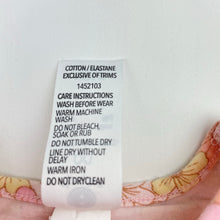 COTTON / ELASTANE
EXCLUSIVE OF TRIMS
1452103
CARE INSTRUCTIONS
WASH BEFORE WEAR
WARM MACHINE
WASH
DO NOT BLEACH,
SOAK OR RUB
DO NOT TUMBLE DRY
LINE DRY WITHOUT
DELAY
WARM IRON
DO NOT DRYCLEAN